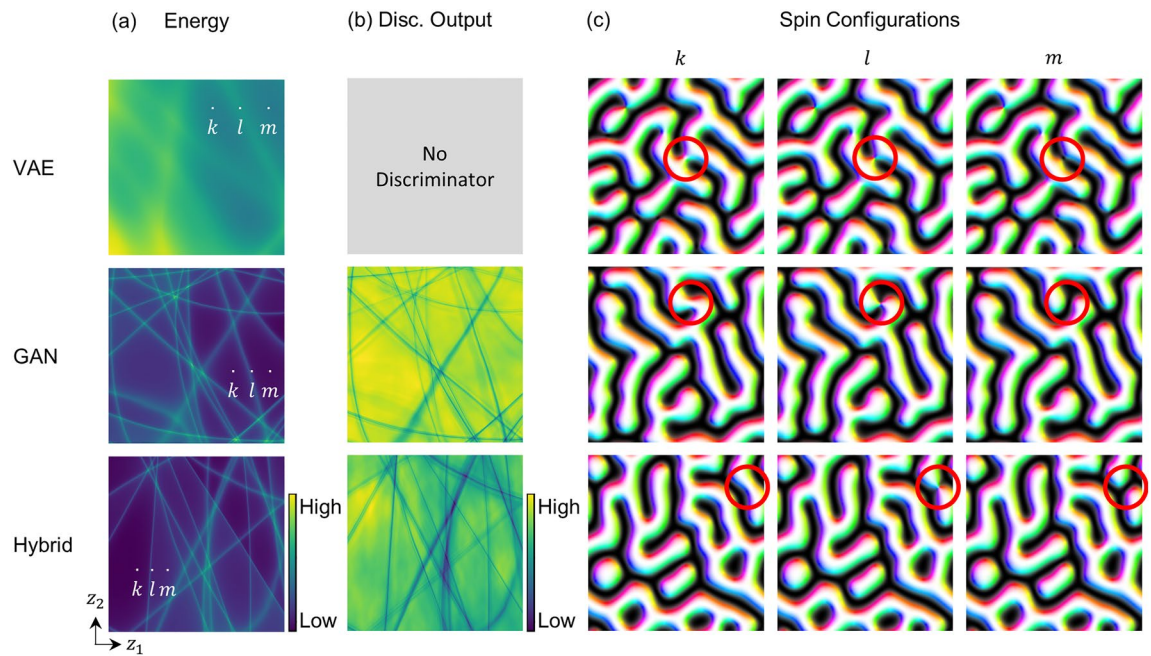 (a) Energy
(b) Disc. Output
(c) Spin Configurations
k l m
VAE
k l m
No
Discriminator
GAN
k l m
Hybrid
k l m
High
Low
High
Low
z₂
z₁